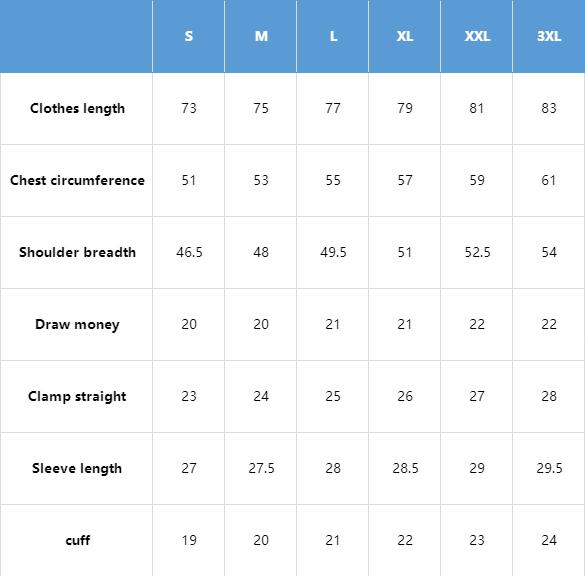 S M L XL XXL 3XL
Clothes length 73 75 77 79 81 83
Chest circumference 51 53 55 57 59 61
Shoulder breadth 46.5 48 49.5 51 52.5 54
Draw money 20 20 21 21 22 22
Clamp straight 23 24 25 26 27 28
Sleeve length 27 27.5 28 28.5 29 29.5
cuff 19 20 21 22 23 24